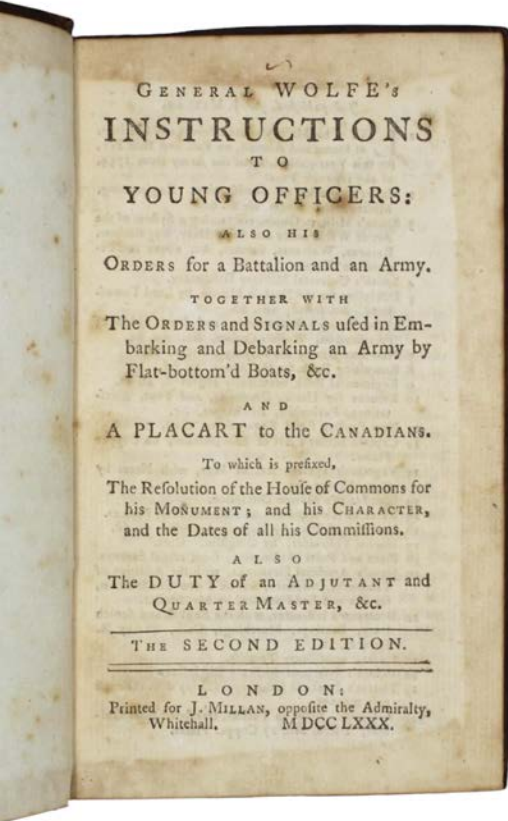 GENERAL WOLFE's
INSTRUCTIONS
TO
YOUNG OFFICERS:
ALSO HIS
ORDERS for a Battalion and an Army.
TOGETHER WITH
The ORDERS and SIGNALS uſed in Em-
barking and Debarking an Army by
Flat-bottom'd Boats, &c.
AND
A PLACART to the CANADIANS.
To which is prefixed,
The Reſolution of the Houſe of Commons for
his MONUMENT; and his CHARACTER,
and the Dates of all his Commiſſions.
ALSO
The DUTY of an ADJUTANT and
QUARTER MASTER, &c.
THE SECOND EDITION.
LONDON:
Printed for J. MILLAN, oppoſite the Admiralty,
Whitehall. M DCC LXXX.